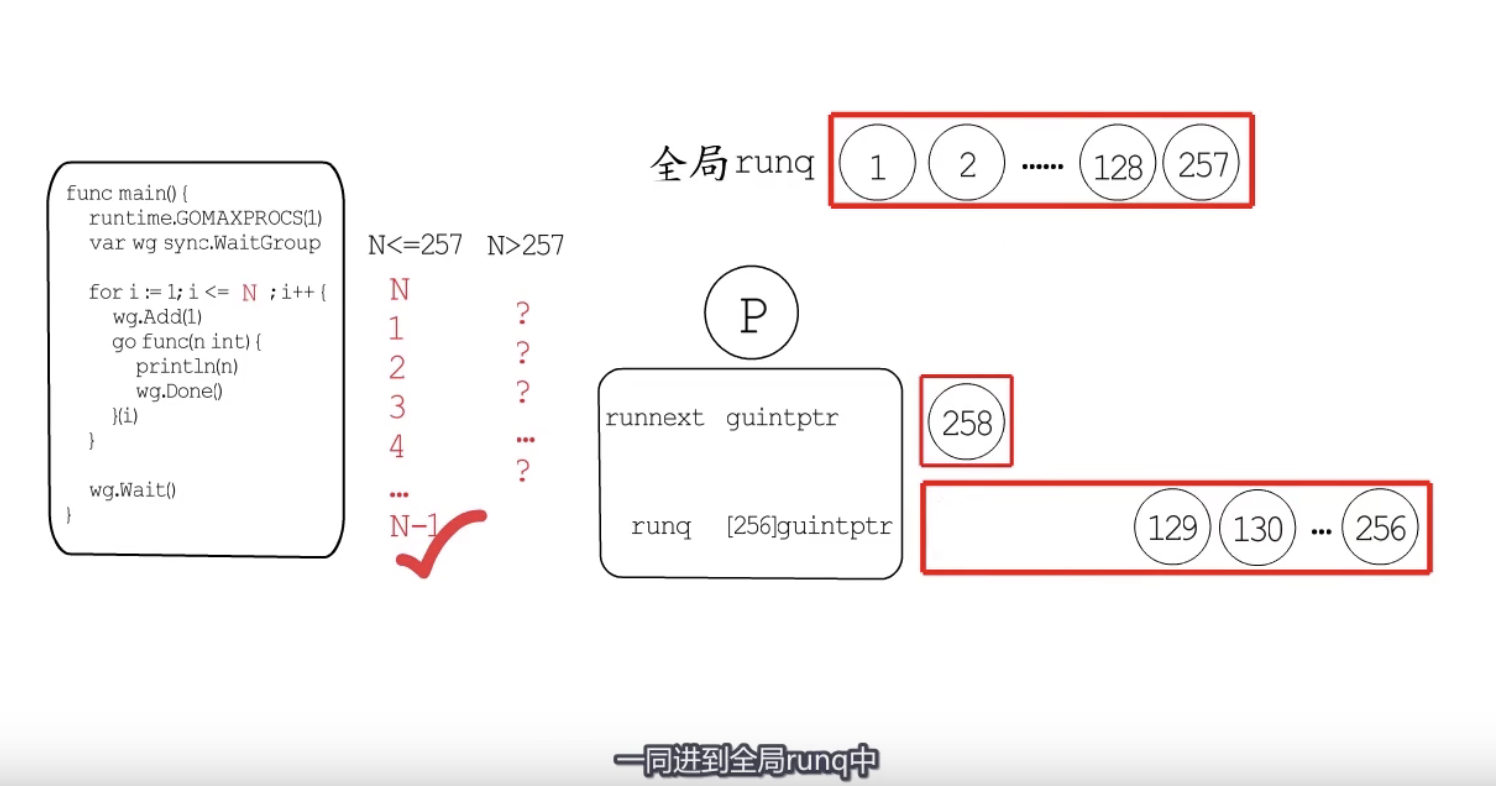 全局runq 1 2 ...... 128 257
func main() {
runtime.GOMAXPROCS(1)
var wg sync.WaitGroup
for i := 1; i <= N ; i++ {
wg.Add(1)
go func(n int) {
println(n)
wg.Done()
}(i)
}
wg.Wait()
}
N<=257 N>257
N
1
2
3
4
...
N-1
?
?
?
...
?
P
runnext guintptr
258
runq [256]guintptr
129 130 ... 256
一同进到全局runq中